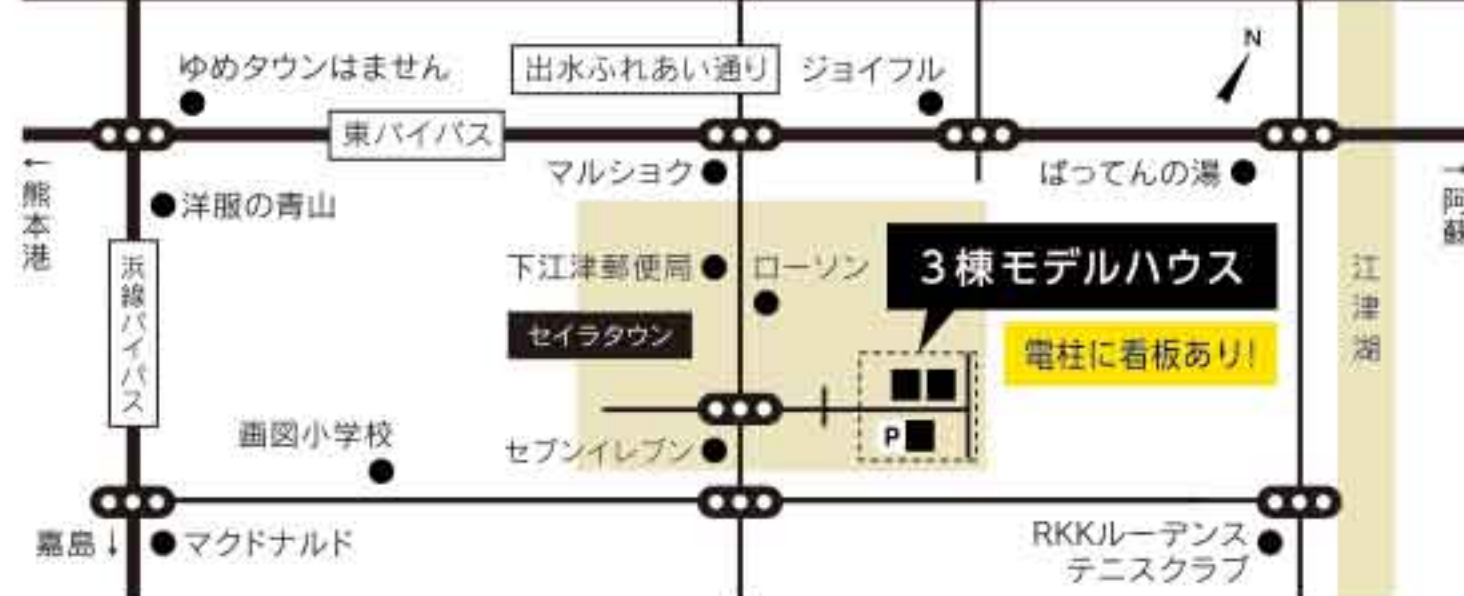 N
ゆめタウンはません
出水ふれあい通り
ジョイフル
東バイパス
←熊本港
マルショク
ばってんの湯
→阿蘇
洋服の青山
浜線バイパス
下江津郵便局
ローソン
3棟モデルハウス
江津湖
セイラタウン
電柱に看板あり!
画図小学校
セブンイレブン
P
嘉島↓
マクドナルド
RKKルーデンス
テニスクラブ